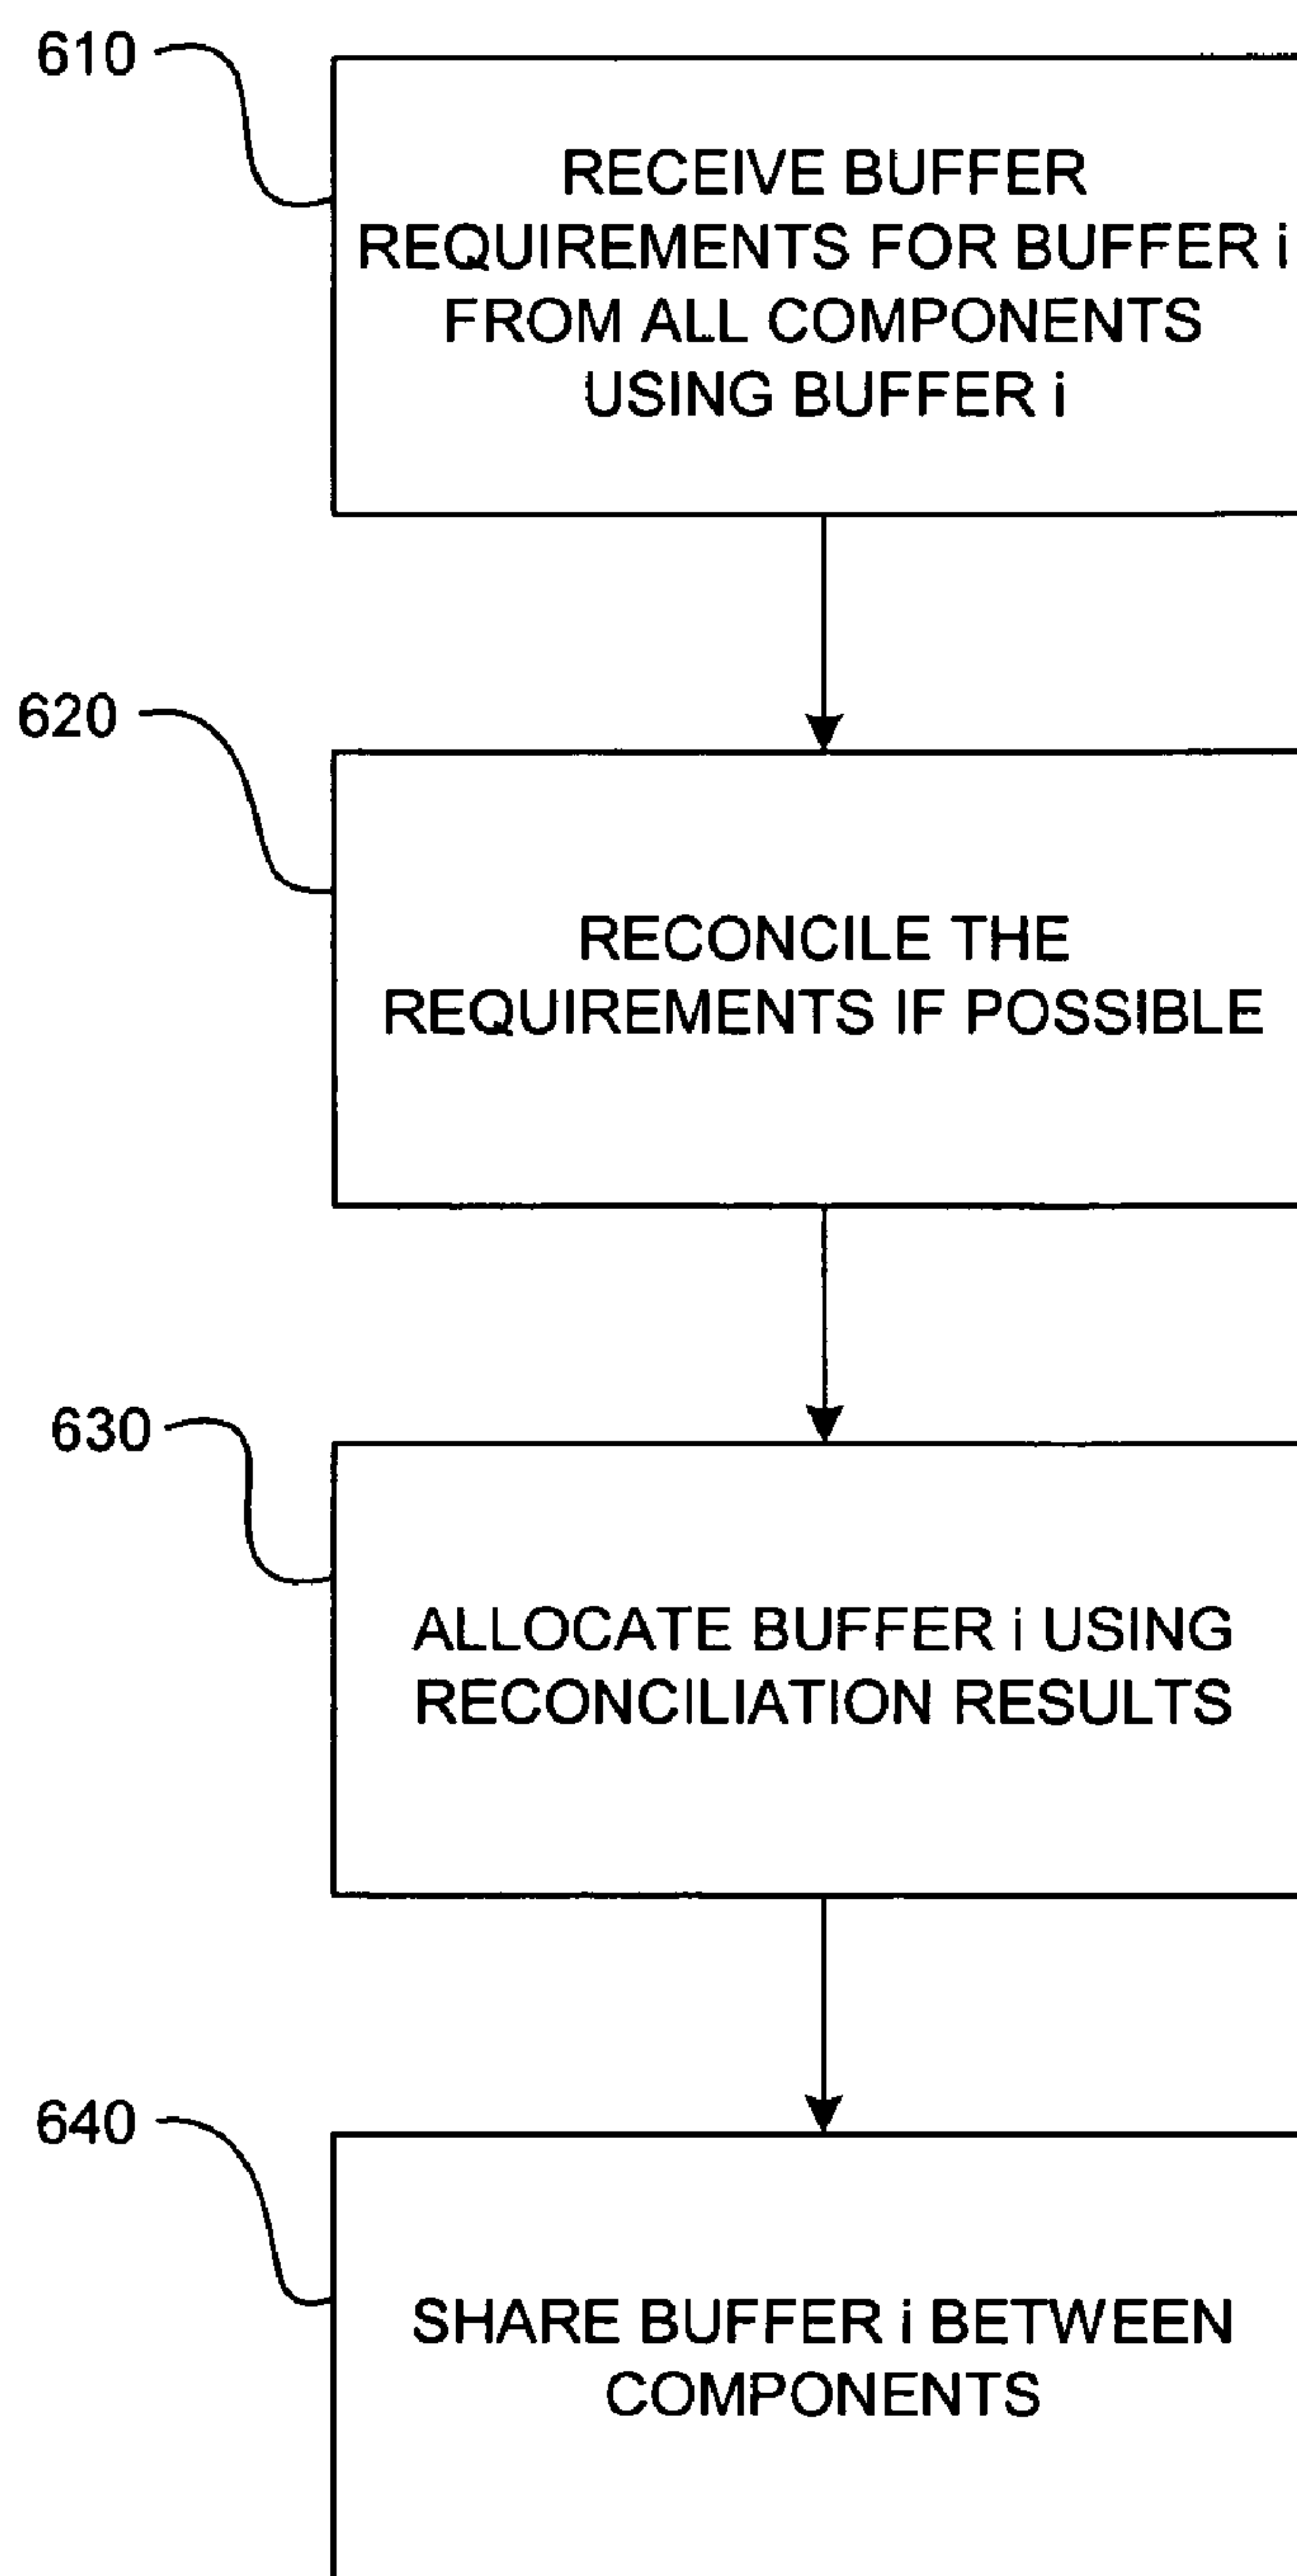 610
RECEIVE BUFFER
REQUIREMENTS FOR BUFFER i
FROM ALL COMPONENTS
USING BUFFER i
620
RECONCILE THE
REQUIREMENTS IF POSSIBLE
630
ALLOCATE BUFFER i USING
RECONCILIATION RESULTS
640
SHARE BUFFER i BETWEEN
COMPONENTS